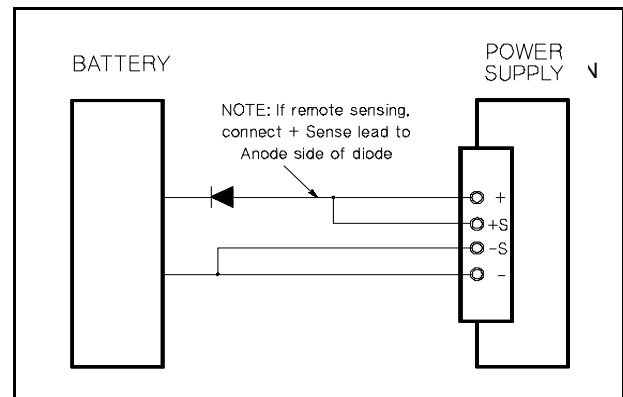 BATTERY
POWER
SUPPLY N
NOTE: If remote sensing,
connect + Sense lead to
Anode side of diode
+
+S
-S
-